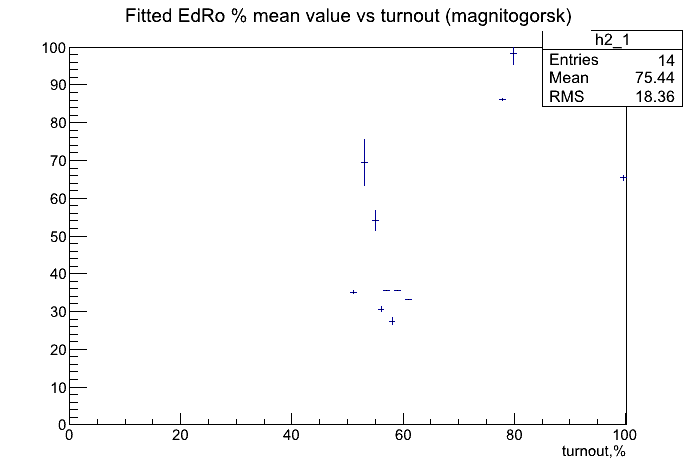 Fitted EdRo % mean value vs turnout (magnitogorsk)
h2_1
Entries 14
Mean 75.44
RMS 18.36
100
90
80
70
60
50
40
30
20
10
0
0 20 40 60 80 100
turnout,%